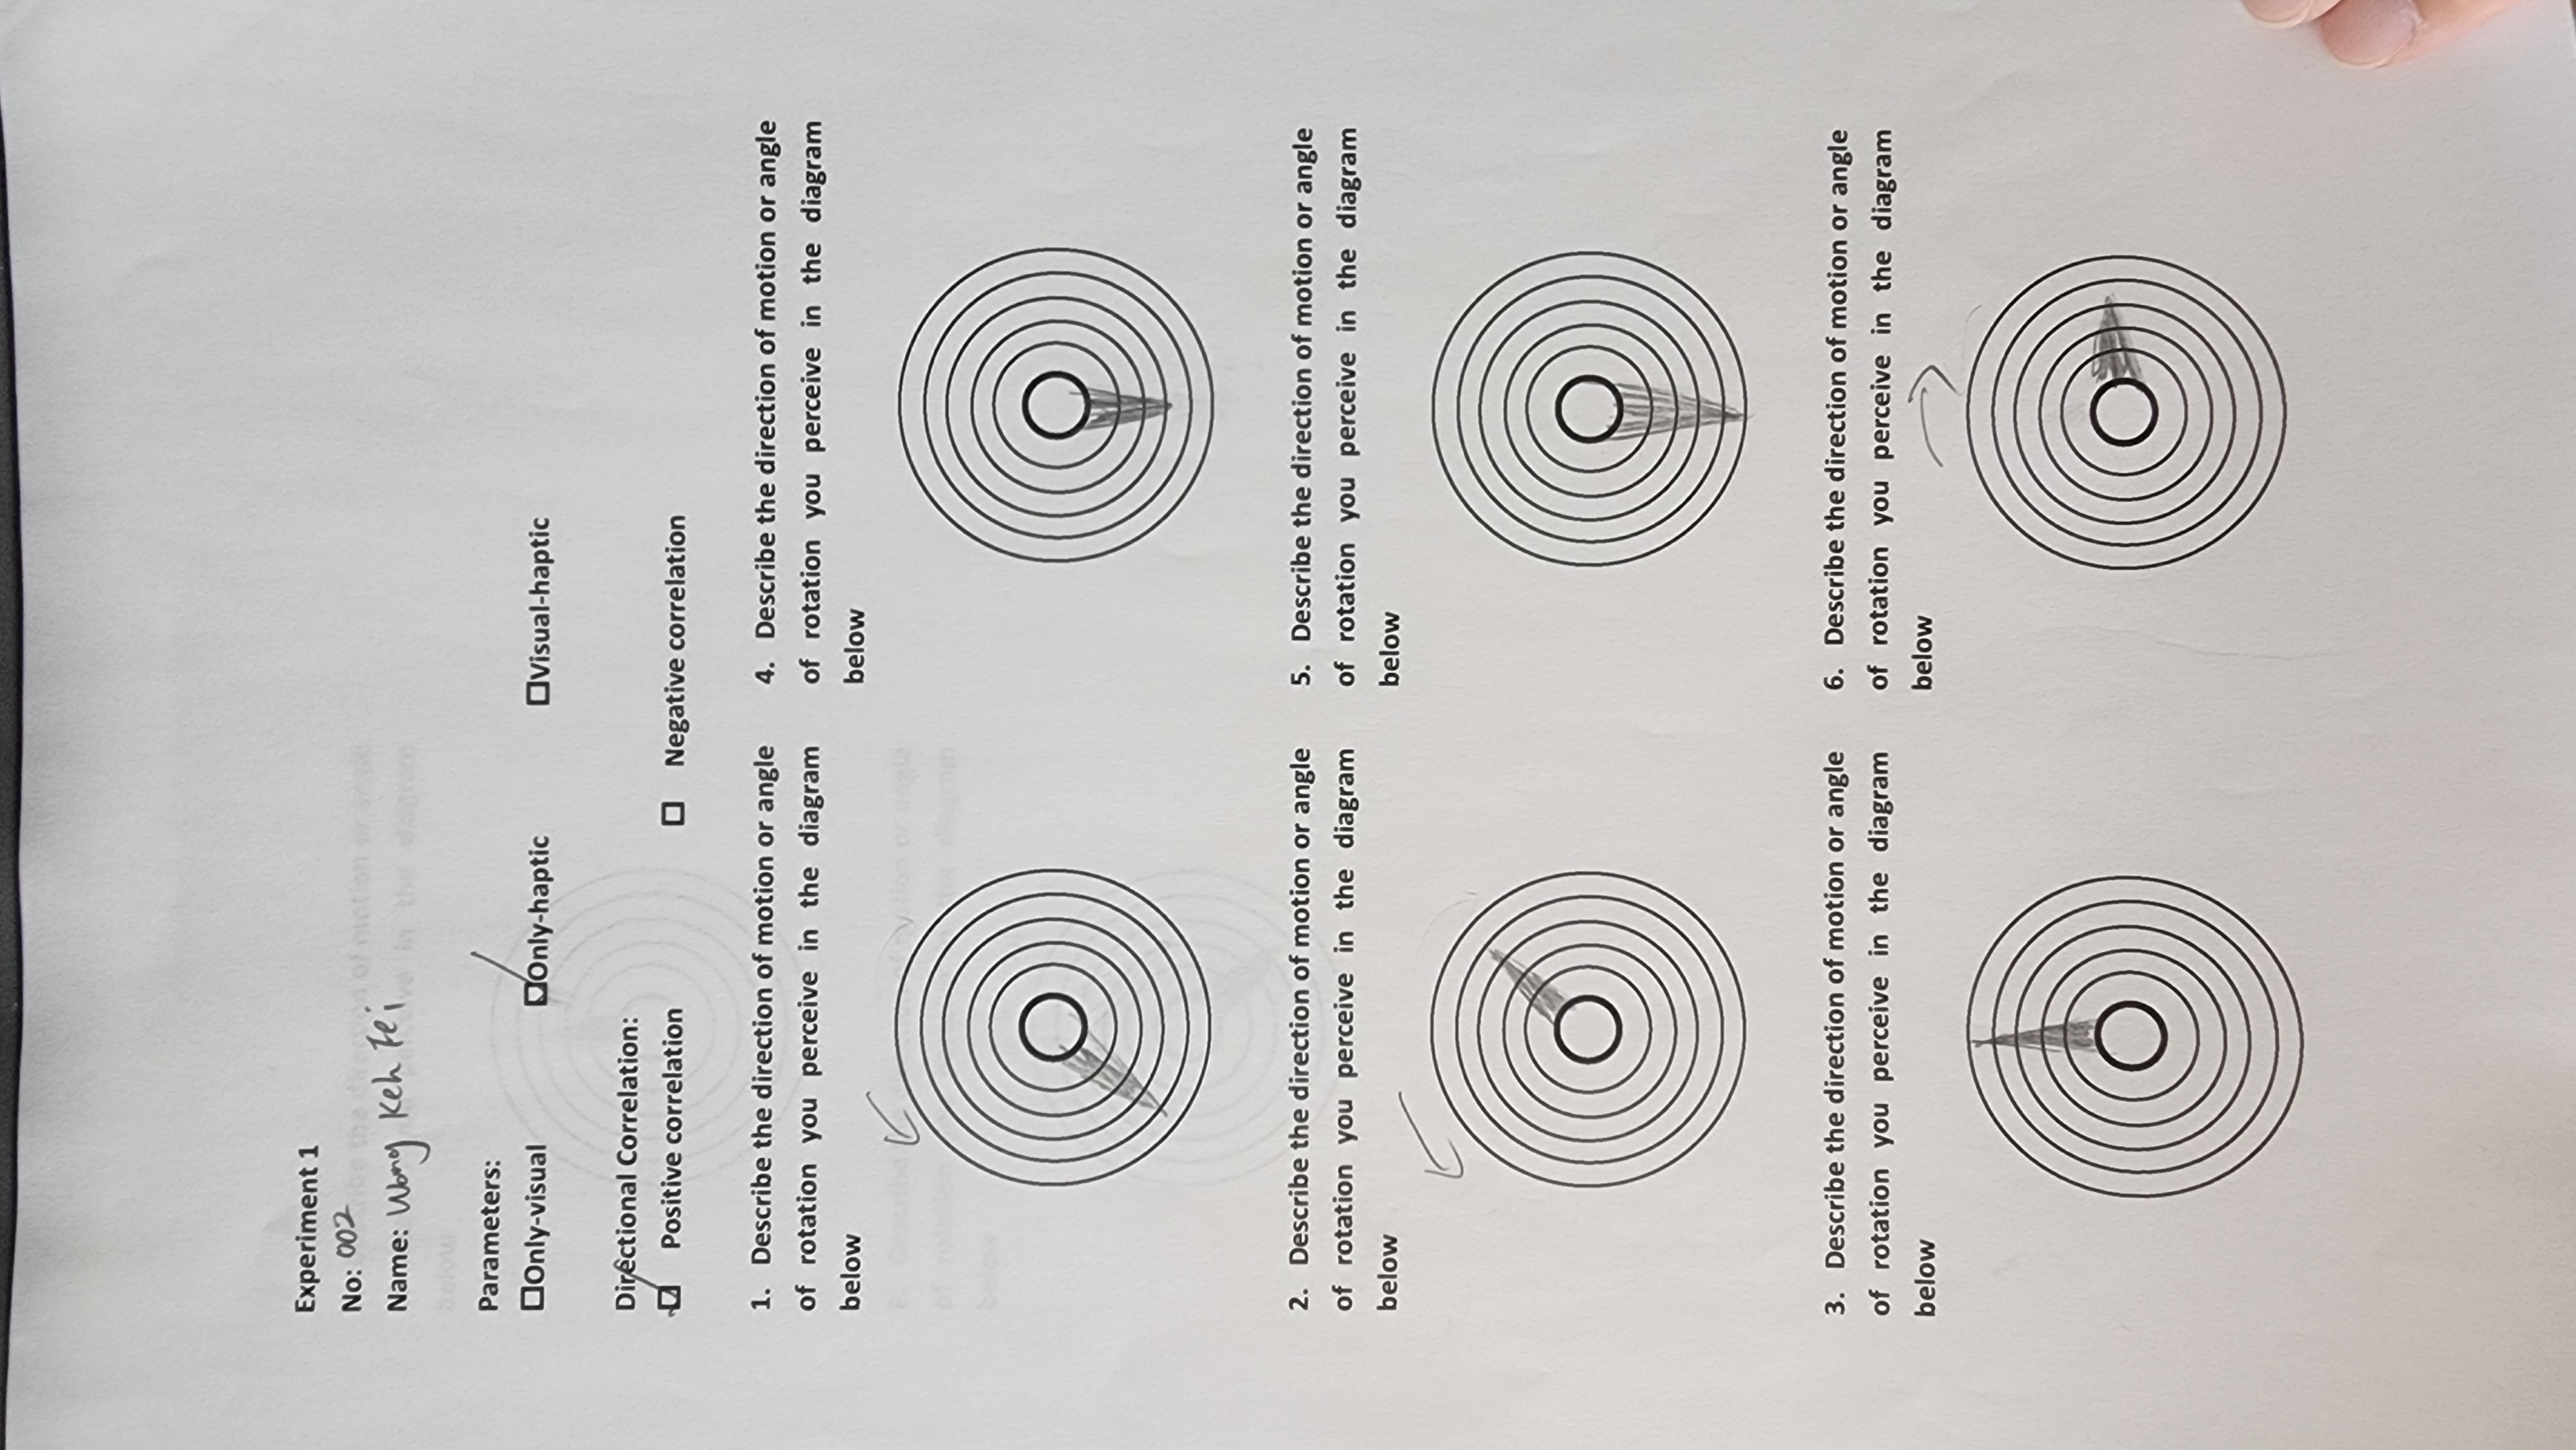 Experiment 1
No: 002
Name: Wong Keh Fei
Parameters:
Only-visual Only-haptic Visual-haptic
Directional Correlation:
Positive correlation Negative correlation
1. Describe the direction of motion or angle
of rotation you perceive in the diagram
below
4. Describe the direction of motion or angle
of rotation you perceive in the diagram
below
2. Describe the direction of motion or angle
of rotation you perceive in the diagram
below
5. Describe the direction of motion or angle
of rotation you perceive in the diagram
below
3. Describe the direction of motion or angle
of rotation you perceive in the diagram
below
6. Describe the direction of motion or angle
of rotation you perceive in the diagram
below